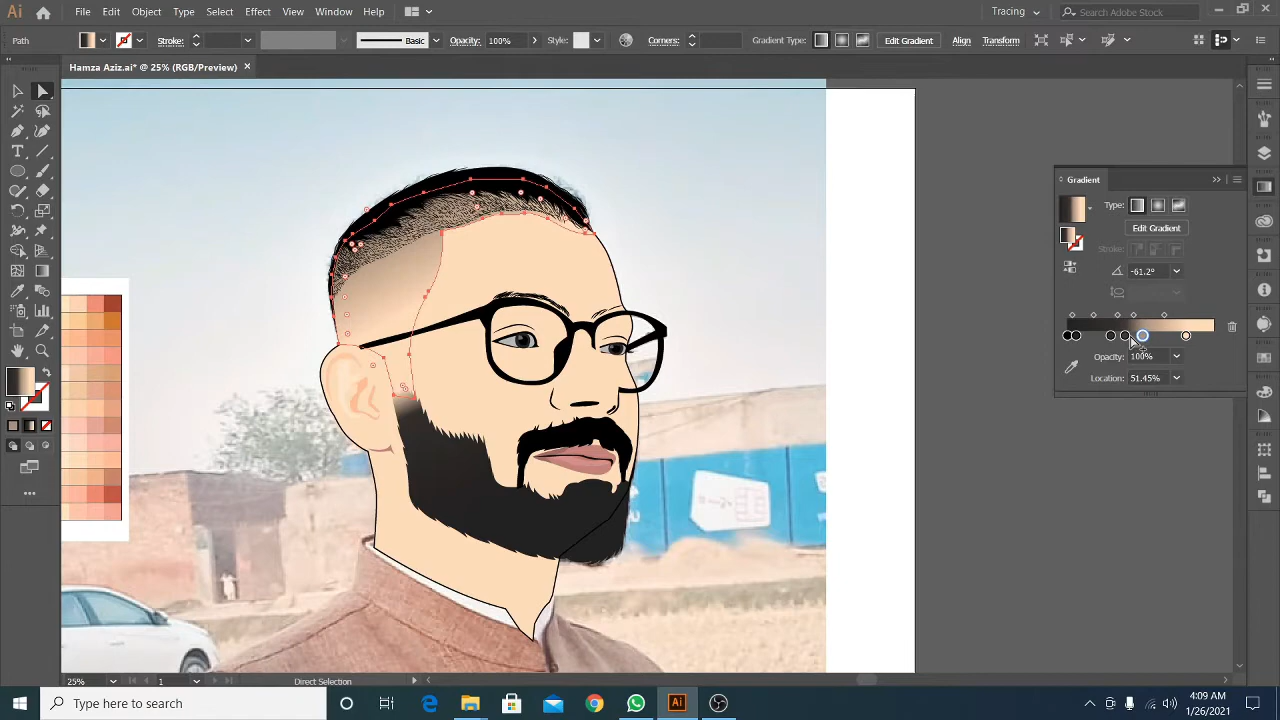 Ai File Edit Object Type Select Effect View Window Help Tracing Search Adobe Stock
Path Stroke: Basic Opacity: 100% Style: Corners: Gradient Type: Edit Gradient Align Transform
Hamza Aziz.ai* @ 25% (RGB/Preview)
Gradient
Type:
Edit Gradient
Stroke:
-61.2°
Opacity: 100%
Location: 51.45%
25% 1 Direct Selection
Type here to search
Ai
4:09 AM
1/26/2021